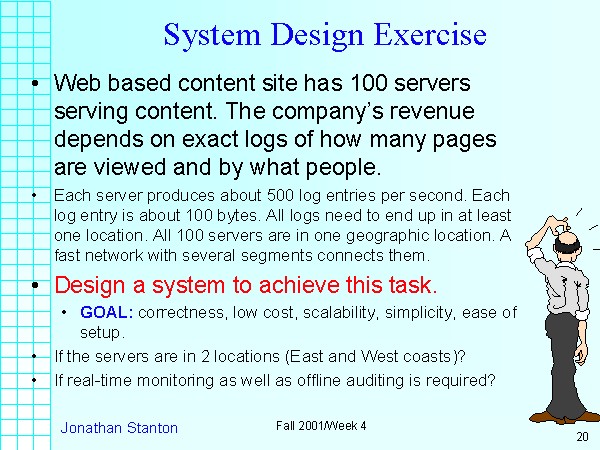 System Design Exercise
• Web based content site has 100 servers
serving content. The company's revenue
depends on exact logs of how many pages
are viewed and by what people.
• Each server produces about 500 log entries per second. Each
log entry is about 100 bytes. All logs need to end up in at least
one location. All 100 servers are in one geographic location. A
fast network with several segments connects them.
• Design a system to achieve this task.
• GOAL: correctness, low cost, scalability, simplicity, ease of
setup.
• If the servers are in 2 locations (East and West coasts)?
• If real-time monitoring as well as offline auditing is required?
Jonathan Stanton
Fall 2001/Week 4
20